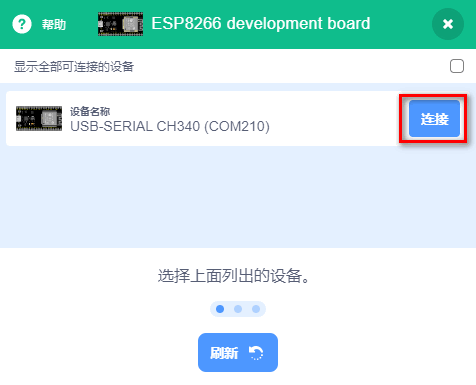 帮助
ESP8266 development board
显示全部可连接的设备
设备名称
USB-SERIAL CH340 (COM210)
连接
选择上面列出的设备。
刷新